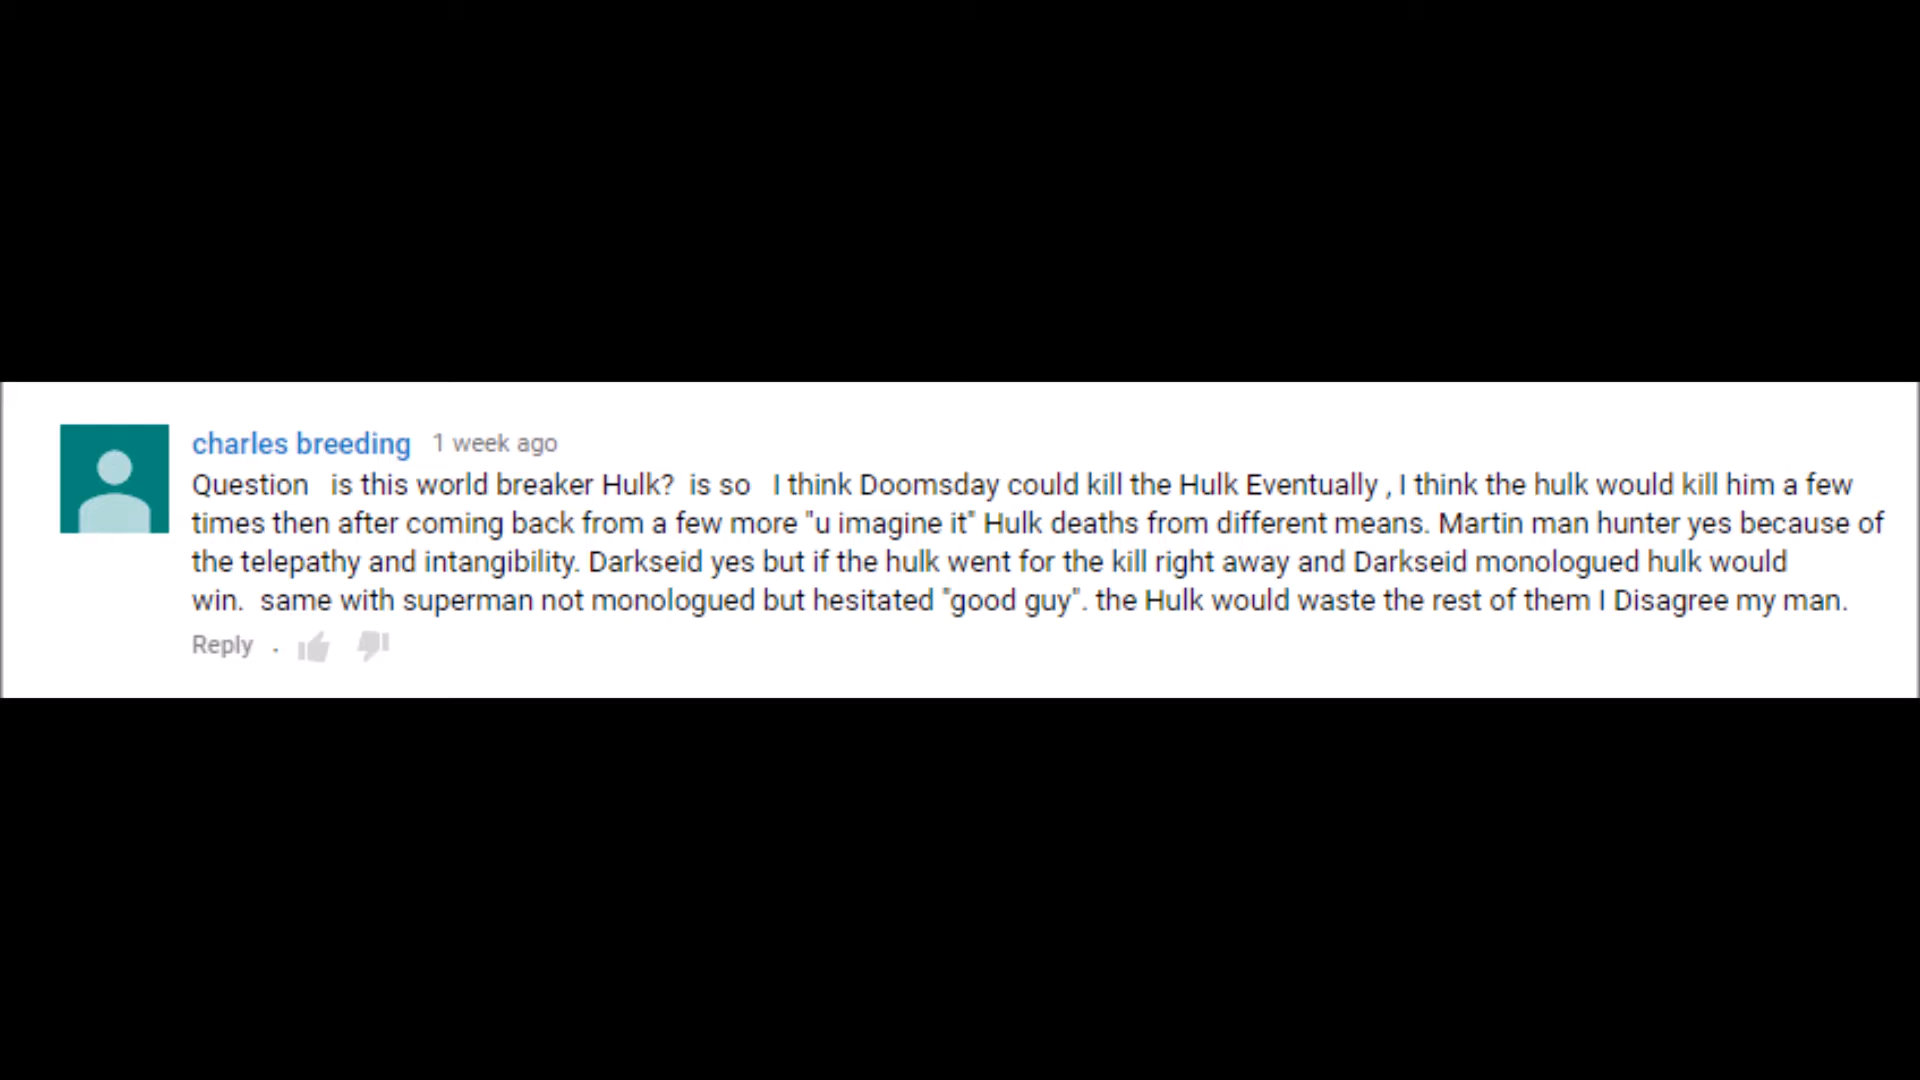 charles breeding 1 week ago
Question is this world breaker Hulk? is so I think Doomsday could kill the Hulk Eventually , I think the hulk would kill him a few
times then after coming back from a few more "u imagine it" Hulk deaths from different means. Martin man hunter yes because of
the telepathy and intangibility. Darkseid yes but if the hulk went for the kill right away and Darkseid monologued hulk would
win. same with superman not monologued but hesitated "good guy". the Hulk would waste the rest of them I Disagree my man.
Reply .